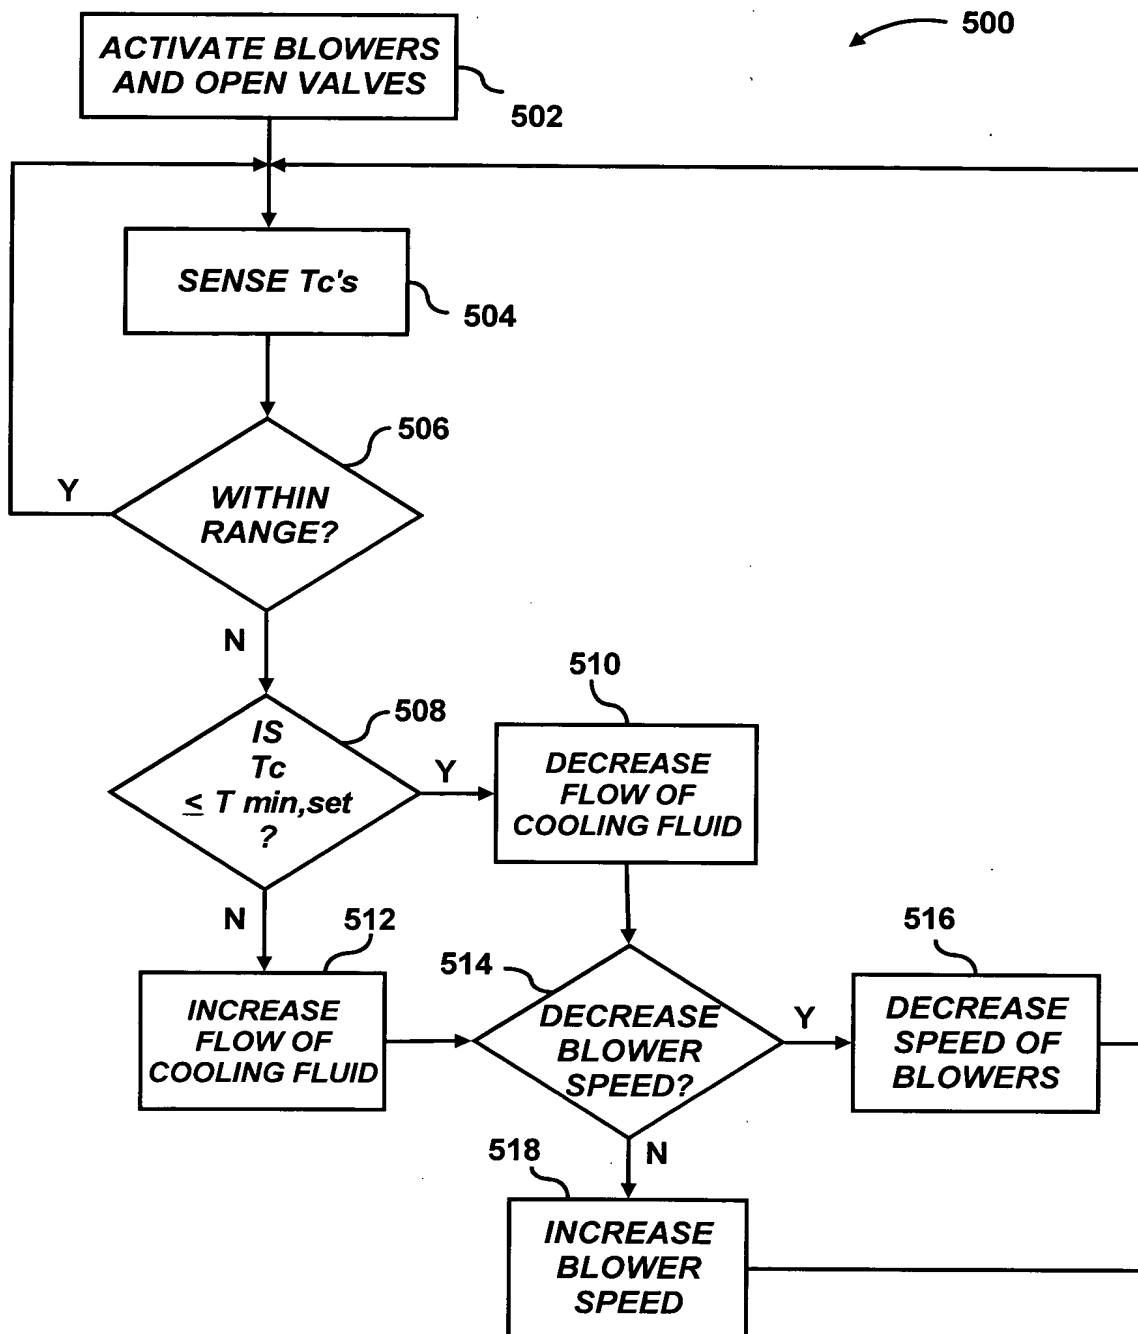 500
ACTIVATE BLOWERS
AND OPEN VALVES
502
SENSE Tc's
504
506
Y
WITHIN
RANGE?
N
510
508
IS
Tc
≤ T min,set
?
Y
DECREASE
FLOW OF
COOLING FLUID
N
512
516
514
INCREASE
FLOW OF
COOLING FLUID
DECREASE
BLOWER
SPEED?
Y
DECREASE
SPEED OF
BLOWERS
N
518
INCREASE
BLOWER
SPEED